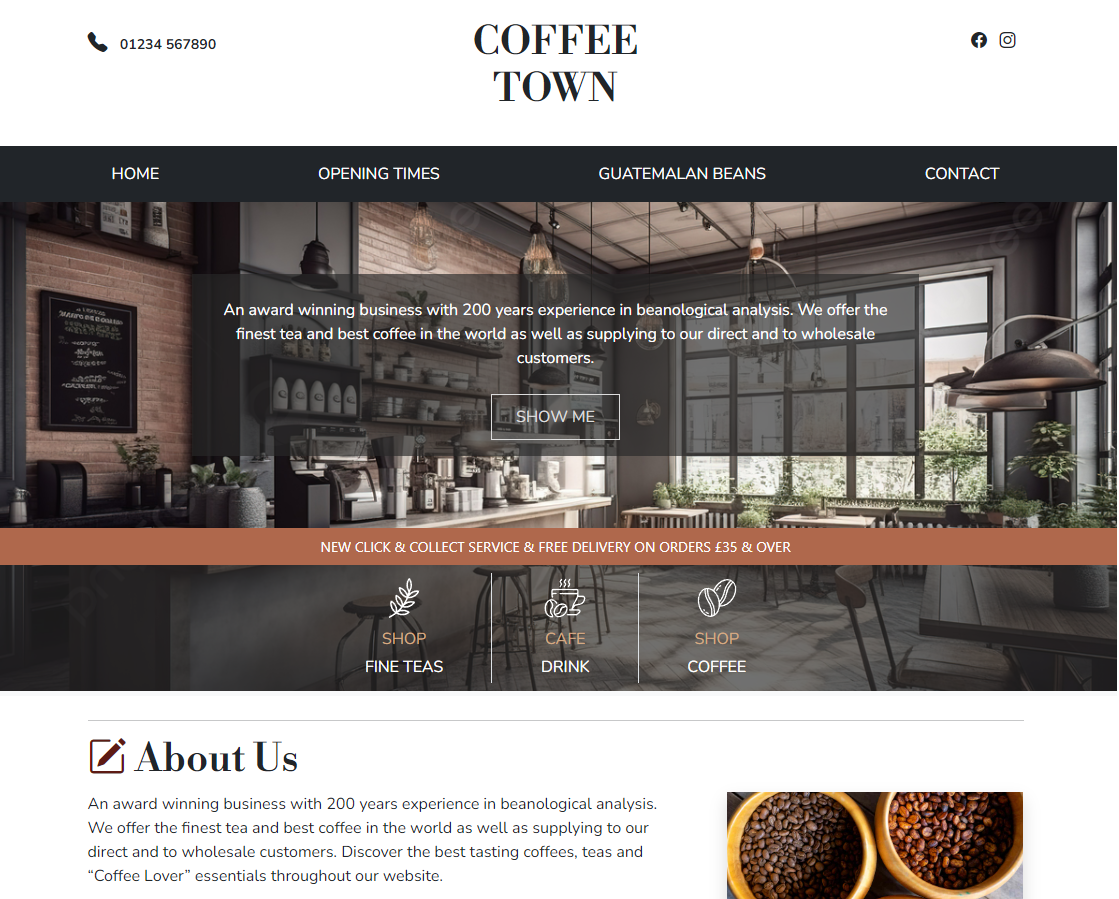 01234 567890
COFFEE
TOWN
HOME
OPENING TIMES
GUATEMALAN BEANS
CONTACT
An award winning business with 200 years experience in beanological analysis. We offer the
finest tea and best coffee in the world as well as supplying to our direct and to wholesale
customers.
SHOW ME
NEW CLICK & COLLECT SERVICE & FREE DELIVERY ON ORDERS £35 & OVER
SHOP
FINE TEAS
CAFE
DRINK
SHOP
COFFEE
About Us
An award winning business with 200 years experience in beanological analysis.
We offer the finest tea and best coffee in the world as well as supplying to our
direct and to wholesale customers. Discover the best tasting coffees, teas and
“Coffee Lover” essentials throughout our website.